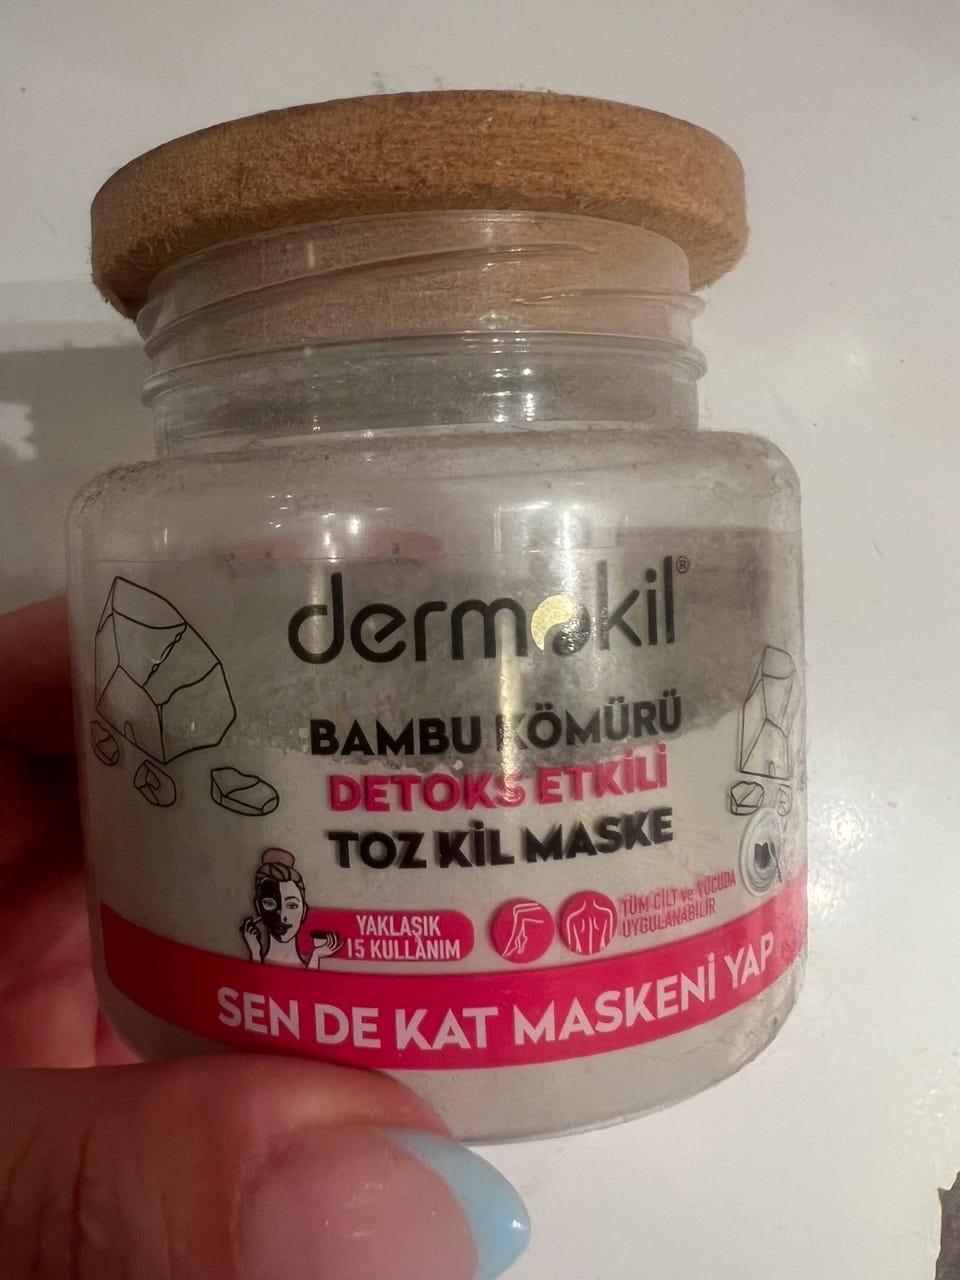 dermokil®
BAMBU KÖMÜRÜ
DETOKS ETKİLİ
TOZ KİL MASKE
YAKLAŞIK
15 KULLANIM
TÜM CİLT ve VÜCUDA
UYGULANABİLİR
SEN DE KAT MASKENİ YAP